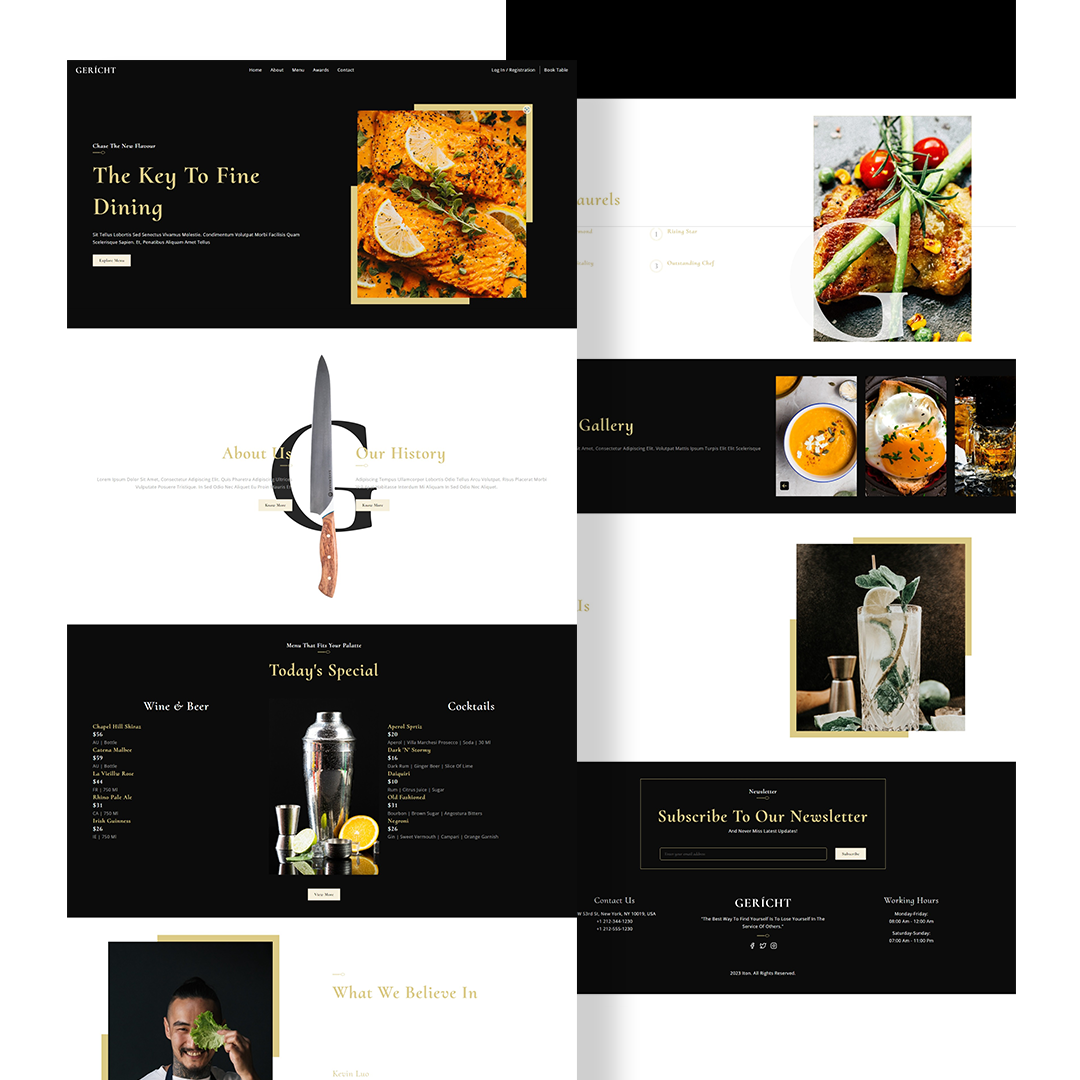 GERÍCHT
Home About Menu Awards Contact
Log In / Registration Book Table
Chase The New Flavour
The Key To Fine
Dining
Sit Tellus Lobortis Sed Senectus Vivamus Molestie. Condimentum Volutpat Morbi Facilisis Quam
Scelerisque Sapien. Et, Penatibus Aliquam Amet Tellus
Explore Menu
About Us
Lorem Ipsum Dolor Sit Amet, Consectetur Adipiscing Elit. Quis Pharetra Adipiscing
Vulputate Posuere Tristique. In Sed Odio Nec Aliquet Eu Proin
Know More
G
Our History
Adipiscing Tempus Ullamcorper Lobortis Odio Tellus Arcu Volutpat. Risus Placerat Morbi
Habitasse Interdum Mi Aliquam In Sed Odio Nec Aliquet.
Know More
Menu That Fits Your Palatte
Today's Special
Wine & Beer
Chapel Hill Shiraz
$56
AU | Bottle
Catena Malbee
$59
AU | Bottle
La Vieillw Rose
$44
FR | 750 Ml
Rhino Pale Ale
$31
CA | 750 Ml
Irish Guinness
$26
IE | 750 Ml
Cocktails
Aperol Sprtiz
$20
Aperol | Villa Marchesi Prosecco | Soda | 30 Ml
Dark 'N' Stormy
$16
Dark Rum | Ginger Beer | Slice Of Lime
Daiquiri
$10
Rum | Citrus Juice | Sugar
Old Fashioned
$31
Bourbon | Brown Sugar | Angostura Bitters
Negroni
$26
Gin | Sweet Vermouth | Campari | Orange Garnish
View More
What We Believe In
Kevin Luo
aurels
1 Rising Star
3 Outstanding Chef
G
Gallery
t Amet, Consectetur Adipiscing Elit. Volutpat Mattis Ipsum Turpis Elit Elit Scelerisque
Is
Newsletter
Subscribe To Our Newsletter
And Never Miss Latest Updates!
Enter your email address
Subscribe
Contact Us
W 53rd St, New York, NY 10019, USA
+1 212-344-1230
+1 212-555-1230
GERÍCHT
"The Best Way To Find Yourself Is To Lose Yourself In The
Service Of Others."
Working Hours
Monday-Friday:
08:00 Am - 12:00 Am
Saturday-Sunday:
07:00 Am - 11:00 Pm
2023 Iton. All Rights Reserved.